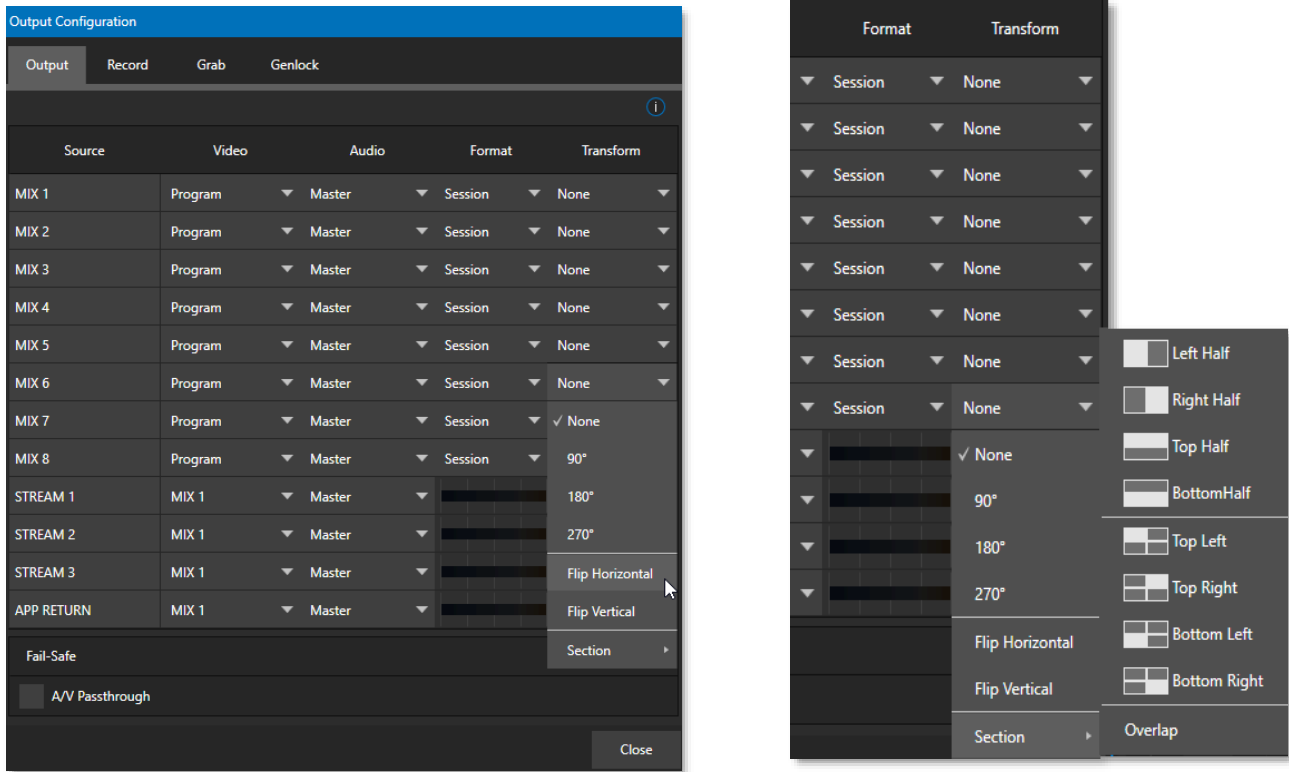 Output Configuration
Output Record Grab Genlock
i
Source Video Audio Format Transform
MIX 1 Program Master Session None
MIX 2 Program Master Session None
MIX 3 Program Master Session None
MIX 4 Program Master Session None
MIX 5 Program Master Session None
MIX 6 Program Master Session None
MIX 7 Program Master Session ✓ None
MIX 8 Program Master Session 90°
STREAM 1 MIX 1 Master 180°
STREAM 2 MIX 1 Master 270°
STREAM 3 MIX 1 Master Flip Horizontal
APP RETURN MIX 1 Master Flip Vertical
Fail-Safe Section
A/V Passthrough
Close
Format Transform
Session None
Session None
Session None
Session None
Session None
Session None
Session None
Session None
✓ None
90°
180°
270°
Flip Horizontal
Flip Vertical
Section
Left Half
Right Half
Top Half
BottomHalf
Top Left
Top Right
Bottom Left
Bottom Right
Overlap